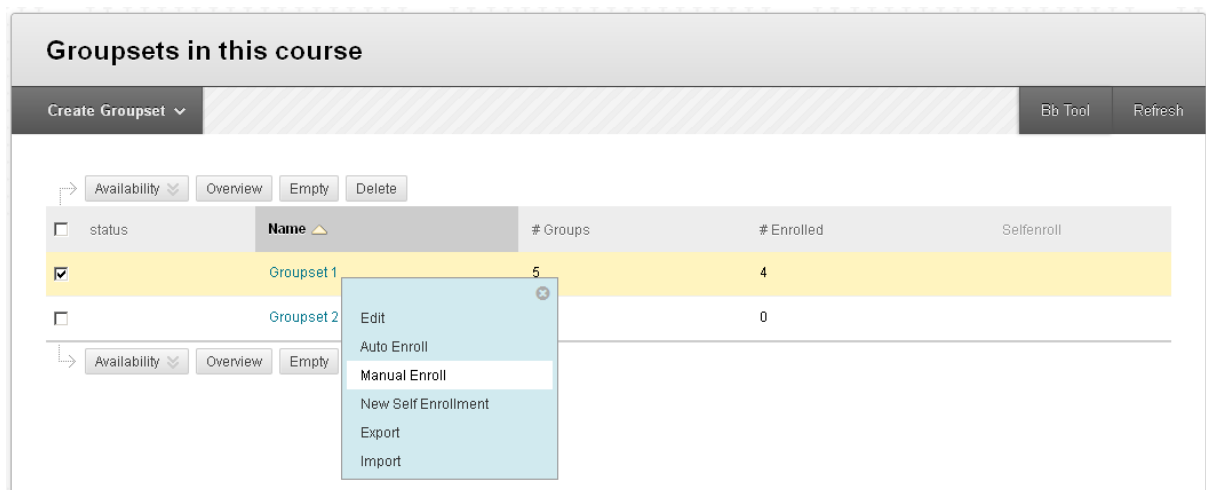 Groupsets in this course
Create Groupset Bb Tool Refresh
Availability Overview Empty Delete
status Name # Groups # Enrolled Selfenroll
Groupset 1 5 4
Groupset 2 0
Edit
Auto Enroll
Availability Overview Empty
Manual Enroll
New Self Enrollment
Export
Import